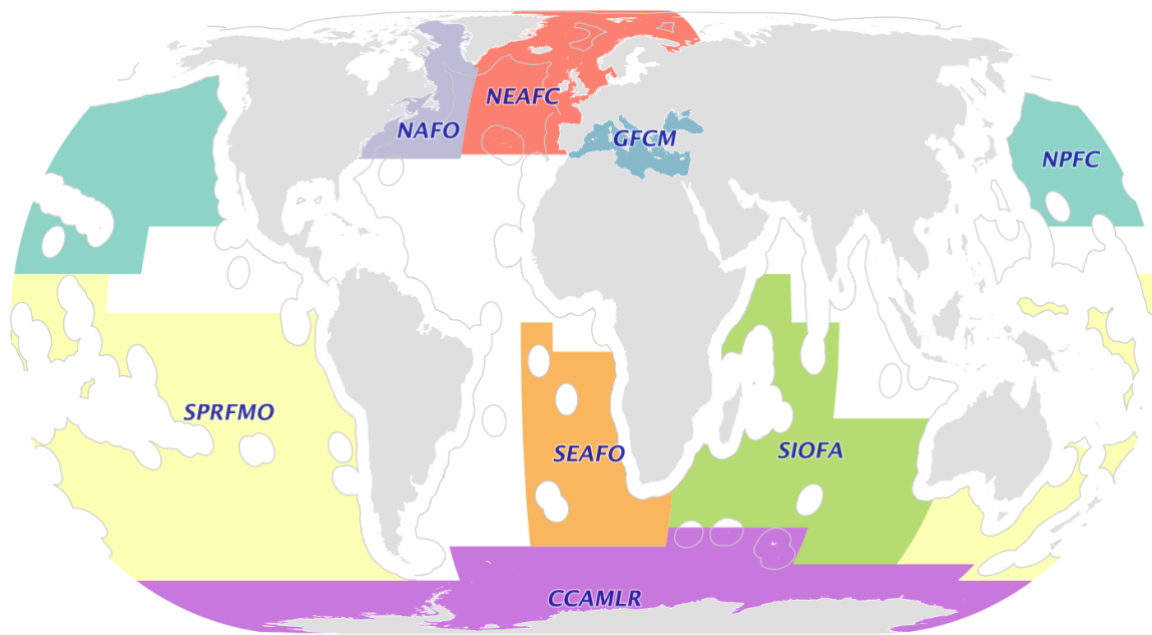 NEAFC
NAFO
GFCM
NPFC
SPRFMO
SEAFO
SIOFA
CCAMLR